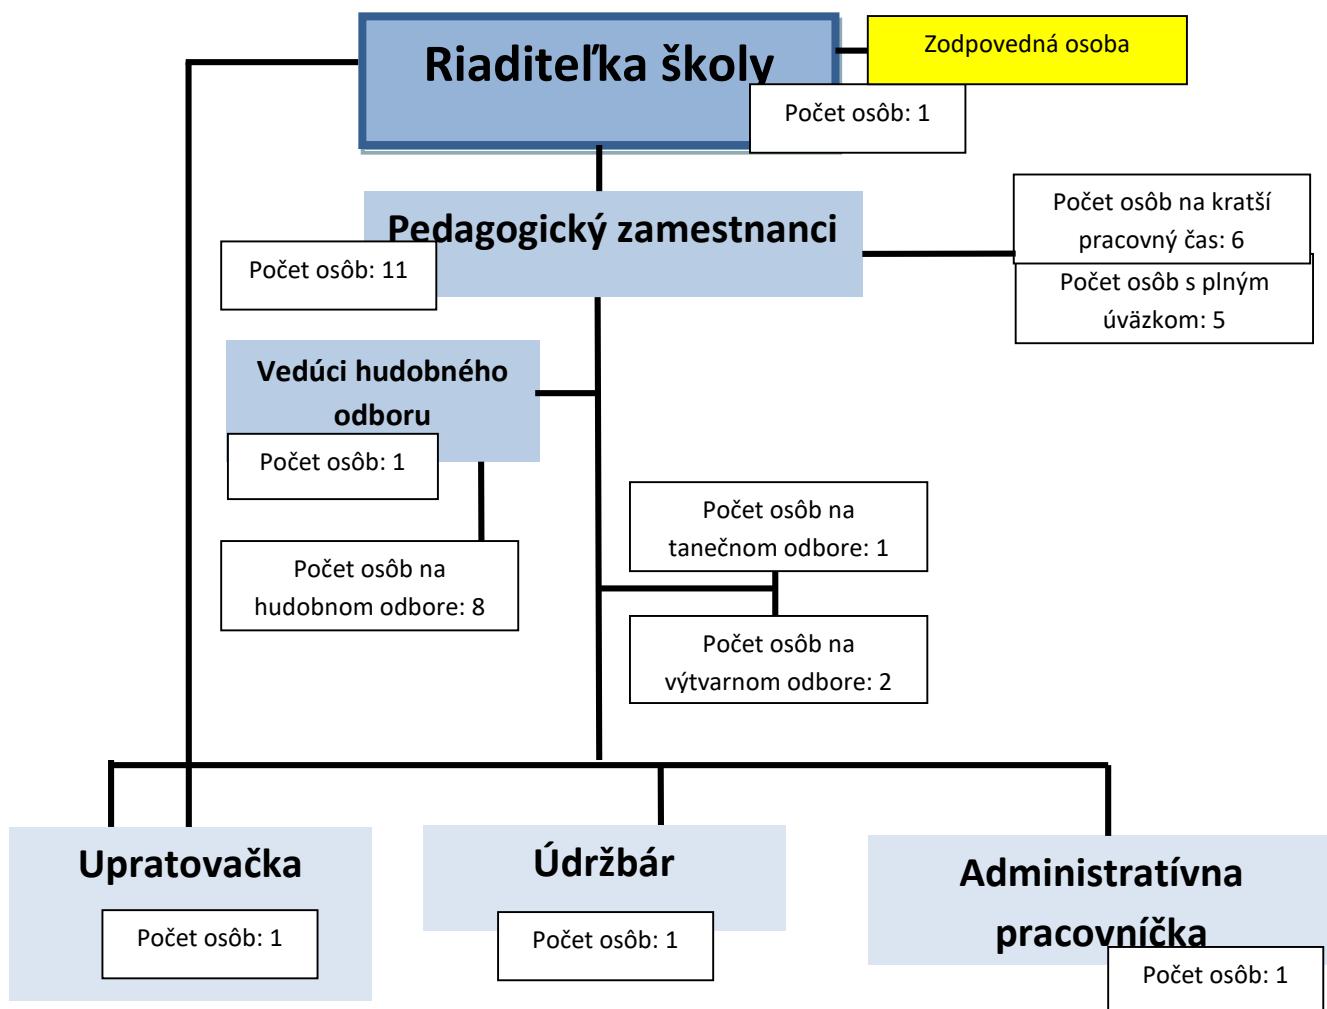 Riaditeľka školy
Zodpovedná osoba
Počet osôb: 1
Pedagogický zamestnanci
Počet osôb: 11
Počet osôb na kratší
pracovný čas: 6
Počet osôb s plným
úväzkom: 5
Vedúci hudobného
odboru
Počet osôb: 1
Počet osôb na
hudobnom odbore: 8
Počet osôb na
tanečnom odbore: 1
Počet osôb na
výtvarnom odbore: 2
Upratovačka
Počet osôb: 1
Údržbár
Počet osôb: 1
Administratívna
pracovníčka
Počet osôb: 1